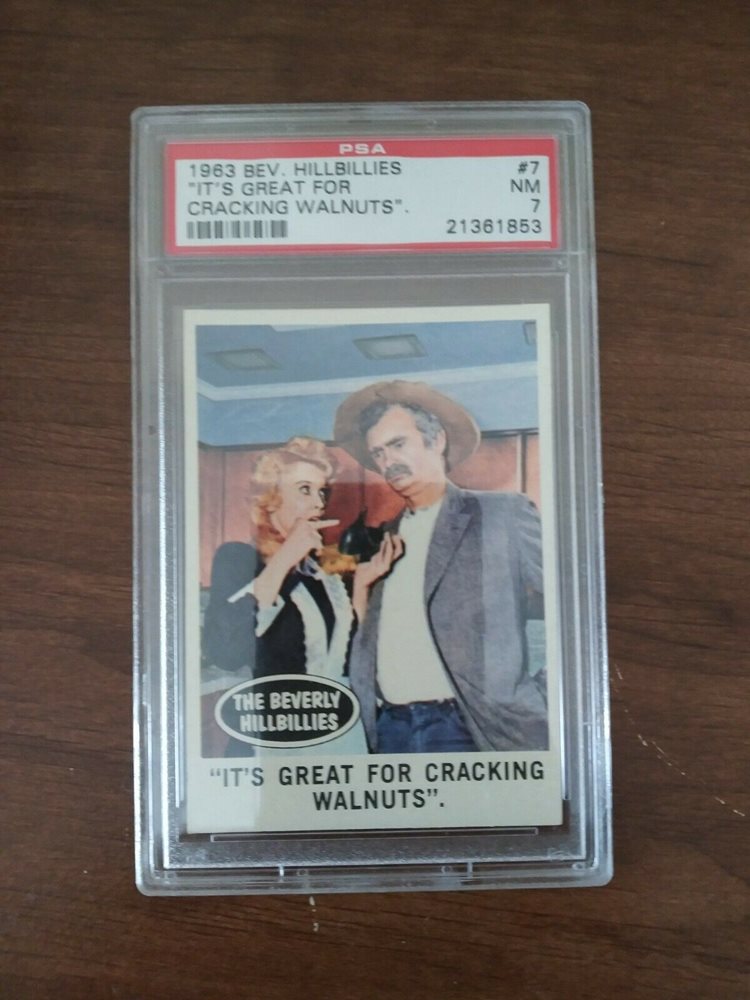 PSA
1963 BEV. HILLBILLIES #7
"IT'S GREAT FOR NM
CRACKING WALNUTS". 7
21361853
THE BEVERLY
HILLBILLIES
"IT'S GREAT FOR CRACKING
WALNUTS".